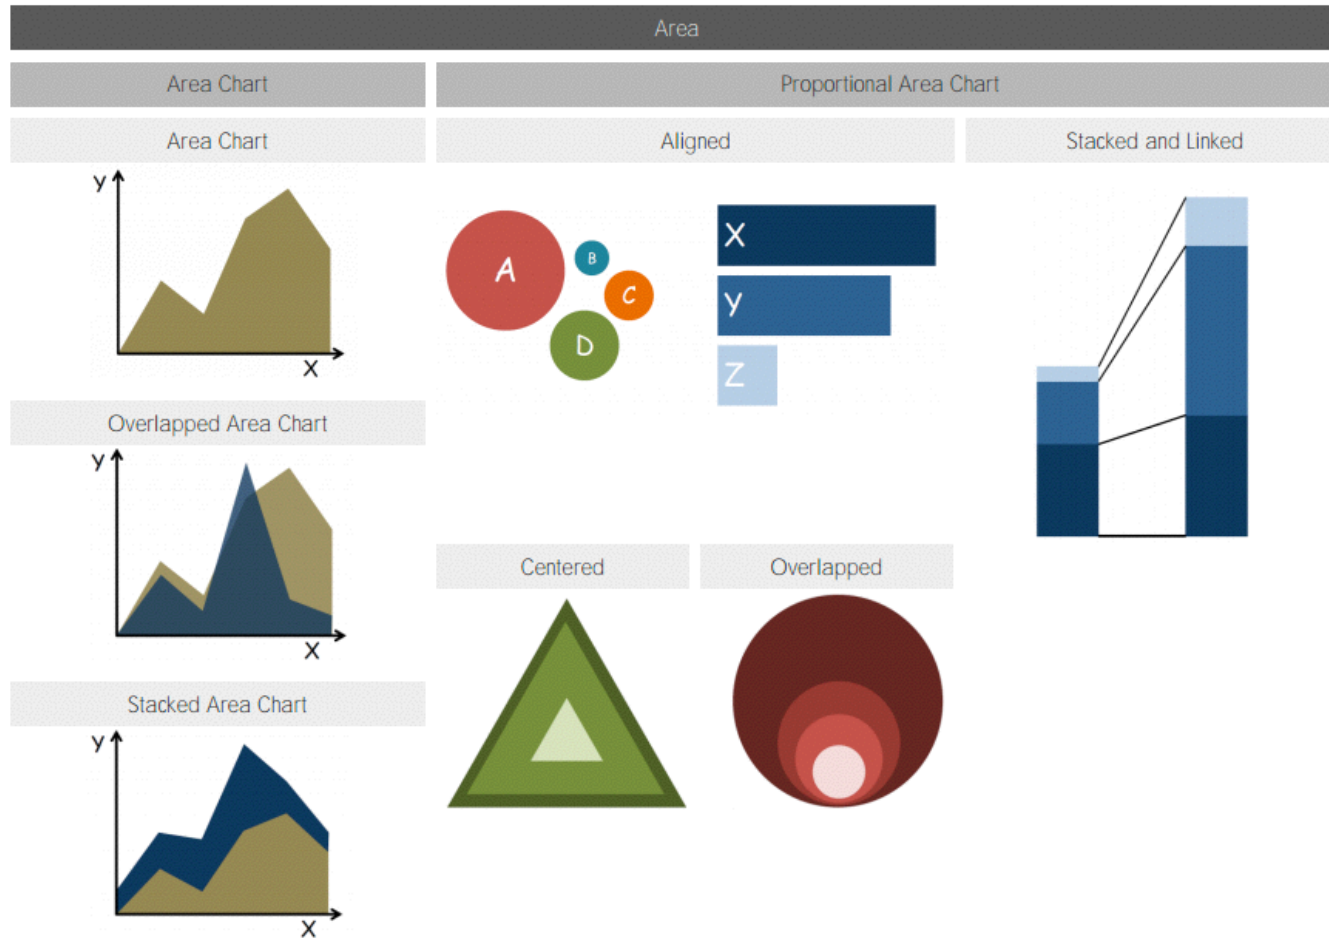 Area
Area Chart
Proportional Area Chart
Area Chart
Aligned
Stacked and Linked
Y
X
A
B
C
D
X
Y
Z
Overlapped Area Chart
Y
X
Centered
Overlapped
Stacked Area Chart
Y
X